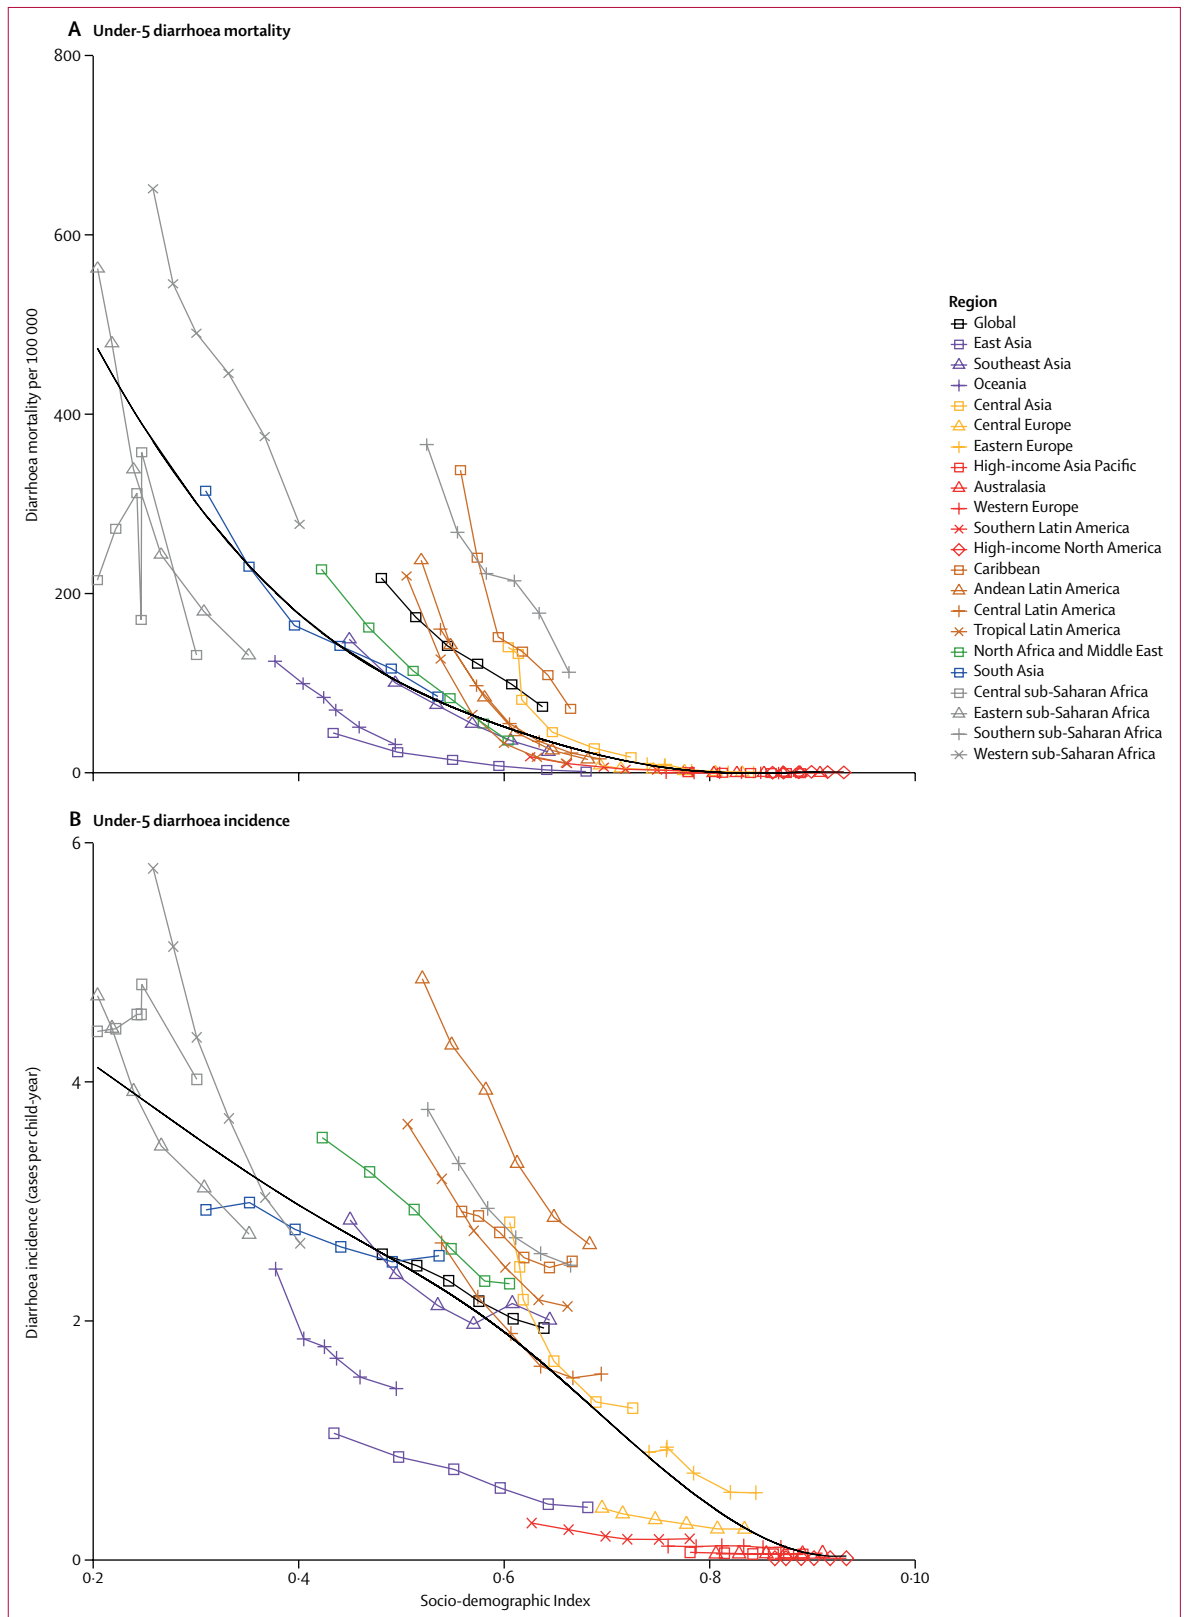 A Under-5 diarrhoea mortality
800
600
400
200
0
Diarrhoea mortality per 100 000
Region
Global
East Asia
Southeast Asia
Oceania
Central Asia
Central Europe
Eastern Europe
High-income Asia Pacific
Australasia
Western Europe
Southern Latin America
High-income North America
Caribbean
Andean Latin America
Central Latin America
Tropical Latin America
North Africa and Middle East
South Asia
Central sub-Saharan Africa
Eastern sub-Saharan Africa
Southern sub-Saharan Africa
Western sub-Saharan Africa
B Under-5 diarrhoea incidence
6
4
2
0
Diarrhoea incidence (cases per child-year)
0·2 0·4 0·6 0·8 0·10
Socio-demographic Index